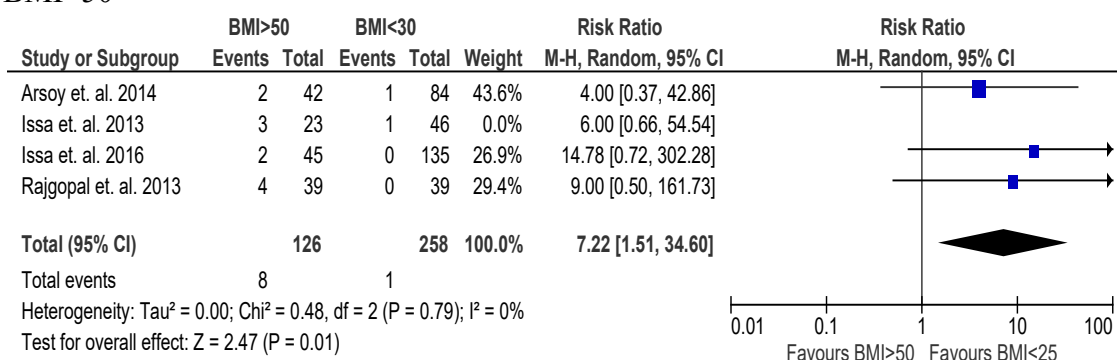 BMI>50 BMI<30 Risk Ratio Risk Ratio
Study or Subgroup Events Total Events Total Weight M-H, Random, 95% CI M-H, Random, 95% CI
Arsoy et. al. 2014 2 42 1 84 43.6% 4.00 [0.37, 42.86]
Issa et. al. 2013 3 23 1 46 0.0% 6.00 [0.66, 54.54]
Issa et. al. 2016 2 45 0 135 26.9% 14.78 [0.72, 302.28]
Rajgopal et. al. 2013 4 39 0 39 29.4% 9.00 [0.50, 161.73]
Total (95% CI) 126 258 100.0% 7.22 [1.51, 34.60]
Total events 8 1
Heterogeneity: Tau² = 0.00; Chi² = 0.48, df = 2 (P = 0.79); I² = 0%
Test for overall effect: Z = 2.47 (P = 0.01)
0.01 0.1 1 10 100
Favours BMI>50 Favours BMI<25